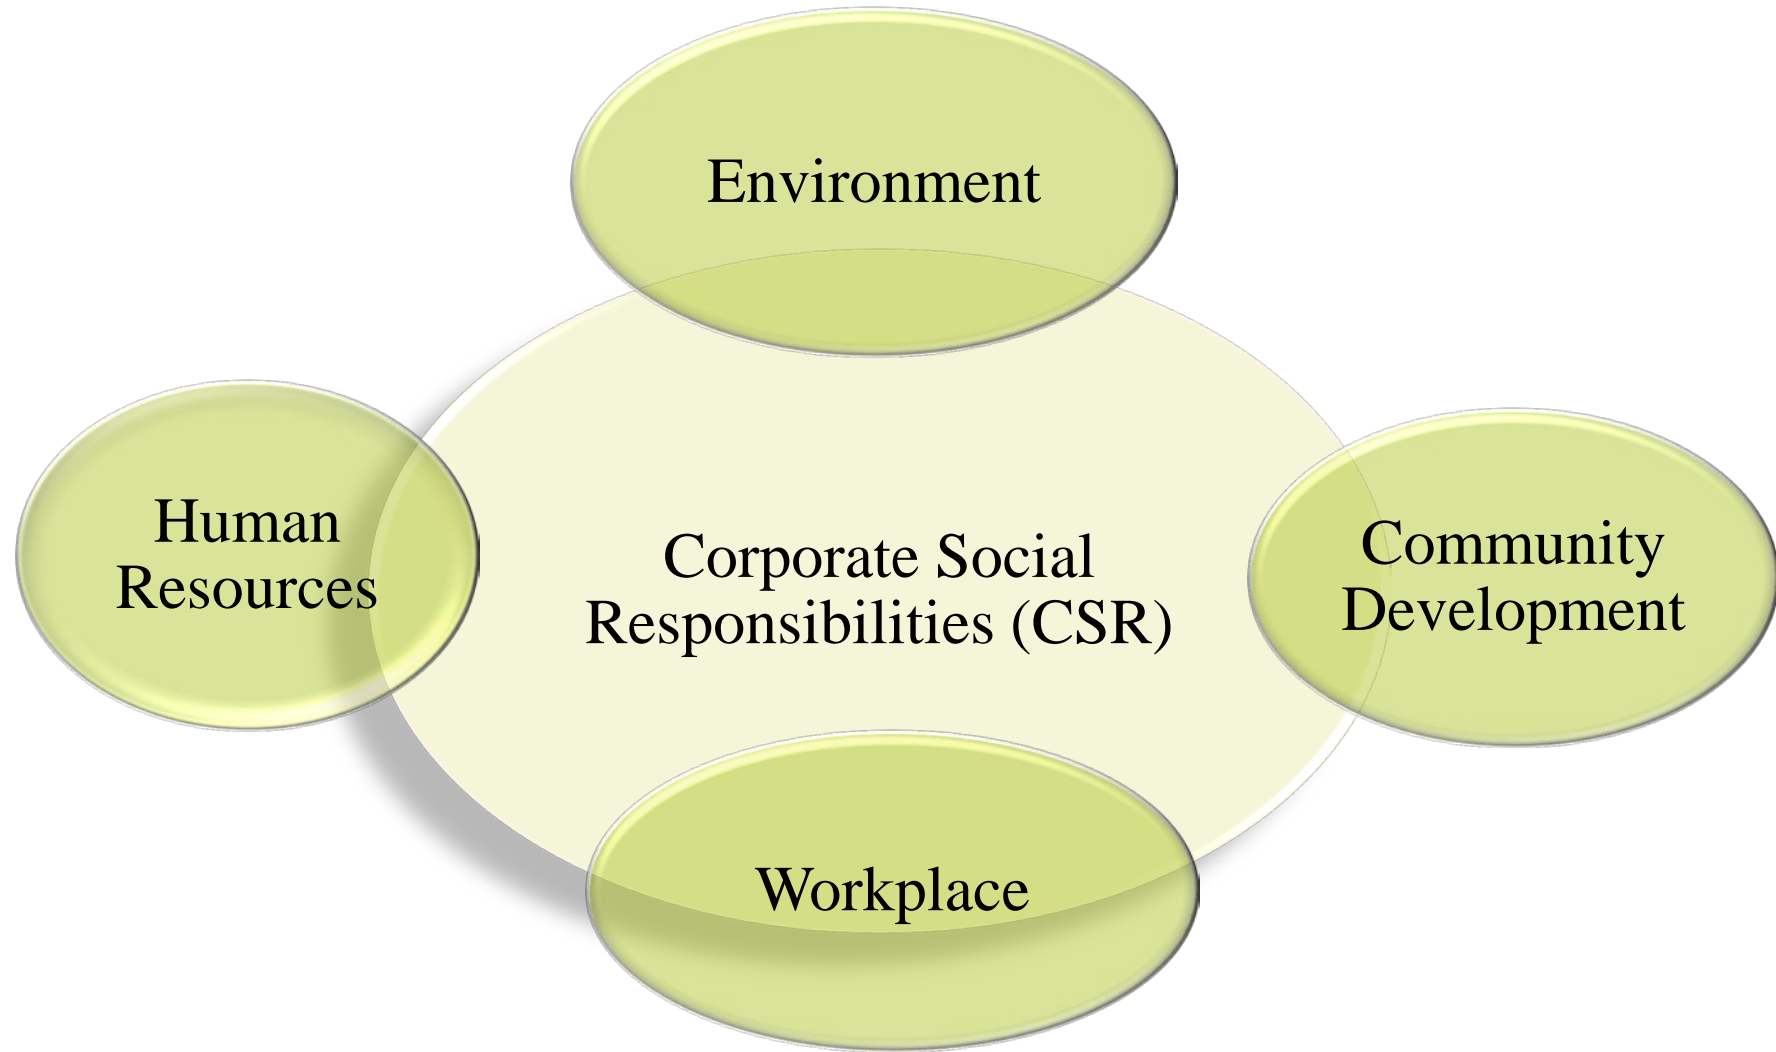 Environment
Human
Resources
Corporate Social
Responsibilities (CSR)
Community
Development
Workplace